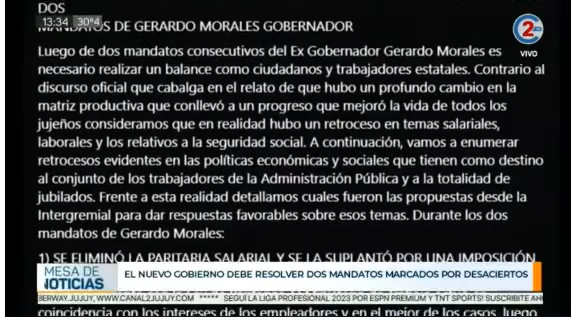 DOS
13:34 30°4
MANDATOS DE GERARDO MORALES GOBERNADOR
2
VIVO
Luego de dos mandatos consecutivos del Ex Gobernador Gerardo Morales es
necesario realizar un balance como ciudadanos y trabajadores estatales. Contrario al
discurso oficial que cabalga en el relato de que hubo un profundo cambio en la
matriz productiva que conllevó a un progreso que mejoró la vida de todos los
jujeños consideramos que en realidad hubo un retroceso en temas salariales,
laborales y los relativos a la seguridad social. A continuación, vamos a enumerar
retrocesos evidentes en las políticas económicas y sociales que tienen como destino
al conjunto de los trabajadores de la Administración Pública y a la totalidad de
jubilados. Frente a esta realidad detallamos cuales fueron las propuestas desde la
Intergremial para dar respuestas favorables sobre esos temas. Durante los dos
mandatos de Gerardo Morales:
1) SE ELIMINÓ LA PARITARIA SALARIAL Y SE LA SUPLANTÓ POR UNA IMPOSICIÓN
MESA DE
NOTICIAS
EL NUEVO GOBIERNO DEBE RESOLVER DOS MANDATOS MARCADOS POR DESACIERTOS
BERWAY.JUJUY, WWW.CANAL2JUJUY.COM ***** SEGUÍ LA LIGA PROFESIONAL 2023 POR ESPN PREMIUM Y TNT SPORTS! SUSCRIBITE AH
coincidencia con los intereses de los empleadores y en el mejor de los casos, luego